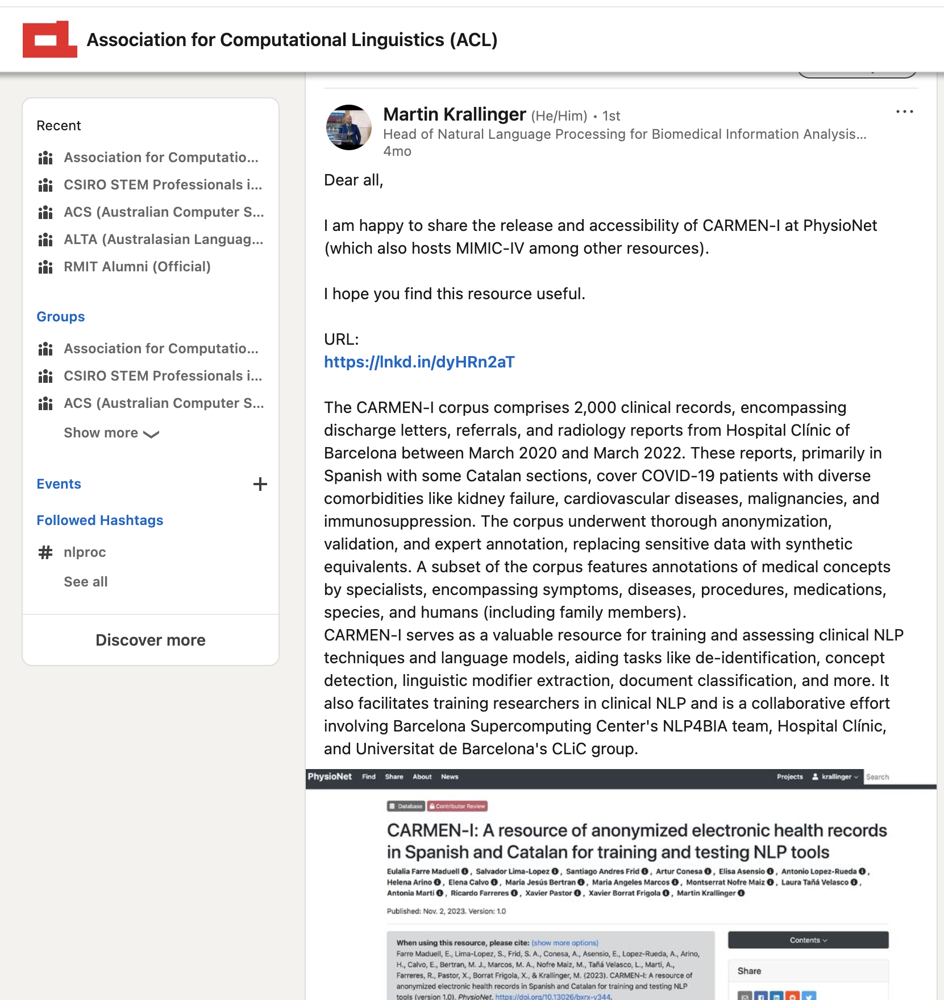 Association for Computational Linguistics (ACL)
Recent
Association for Computatio...
CSIRO STEM Professionals i...
ACS (Australian Computer S...
ALTA (Australasian Languag...
RMIT Alumni (Official)
Groups
Association for Computatio...
CSIRO STEM Professionals i...
ACS (Australian Computer S...
Show more
Events +
Followed Hashtags
# nlproc
See all
Discover more
Martin Krallinger (He/Him) • 1st
Head of Natural Language Processing for Biomedical Information Analysis...
4mo
Dear all,
I am happy to share the release and accessibility of CARMEN-I at PhysioNet
(which also hosts MIMIC-IV among other resources).
I hope you find this resource useful.
URL:
https://lnkd.in/dyHRn2aT
The CARMEN-I corpus comprises 2,000 clinical records, encompassing
discharge letters, referrals, and radiology reports from Hospital Clínic of
Barcelona between March 2020 and March 2022. These reports, primarily in
Spanish with some Catalan sections, cover COVID-19 patients with diverse
comorbidities like kidney failure, cardiovascular diseases, malignancies, and
immunosuppression. The corpus underwent thorough anonymization,
validation, and expert annotation, replacing sensitive data with synthetic
equivalents. A subset of the corpus features annotations of medical concepts
by specialists, encompassing symptoms, diseases, procedures, medications,
species, and humans (including family members).
CARMEN-I serves as a valuable resource for training and assessing clinical NLP
techniques and language models, aiding tasks like de-identification, concept
detection, linguistic modifier extraction, document classification, and more. It
also facilitates training researchers in clinical NLP and is a collaborative effort
involving Barcelona Supercomputing Center's NLP4BIA team, Hospital Clínic,
and Universitat de Barcelona's CLiC group.
PhysioNet Find Share About News Projects krallinger Search
Database Contributor Review
CARMEN-I: A resource of anonymized electronic health records
in Spanish and Catalan for training and testing NLP tools
Eulalia Farre Maduell , Salvador Lima-Lopez , Santiago Andres Frid , Artur Conesa , Elisa Asensio , Antonio Lopez-Rueda ,
Helena Arino , Elena Calvo , Maria Jesús Bertran , Maria Angeles Marcos , Montserrat Nofre Maiz , Laura Tañá Velasco ,
Antonia Marti , Ricardo Farreres , Xavier Pastor , Xavier Borrat Frigola , Martin Krallinger
Published: Nov. 2, 2023. Version: 1.0
When using this resource, please cite: (show more options)
Farre Maduell, E., Lima-Lopez, S., Frid, S. A., Conesa, A., Asensio, E., Lopez-Rueda, A., Arino,
H., Calvo, E., Bertran, M. J., Marcos, M. A., Nofre Maiz, M., Tañá Velasco, L., Marti, A.,
Farreres, R., Pastor, X., Borrat Frigola, X., & Krallinger, M. (2023). CARMEN-I: A resource of
anonymized electronic health records in Spanish and Catalan for training and testing NLP
tools (version 1.0). PhysioNet. https://doi.org/10.13026/bxrx-y344.
Contents
Share